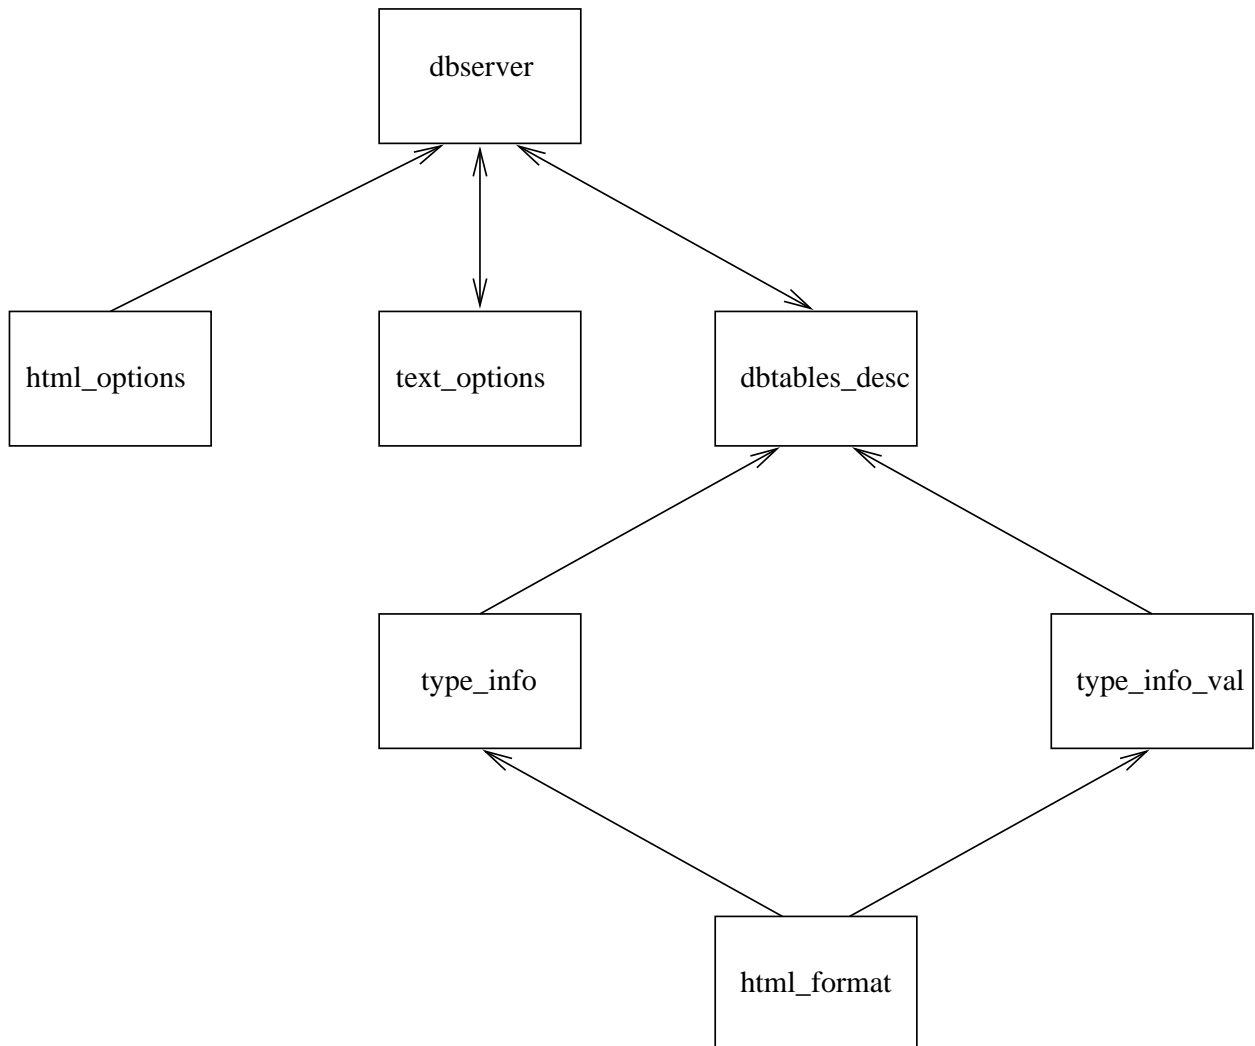 dbserver
html_options
text_options
dbtables_desc
type_info
type_info_val
html_format